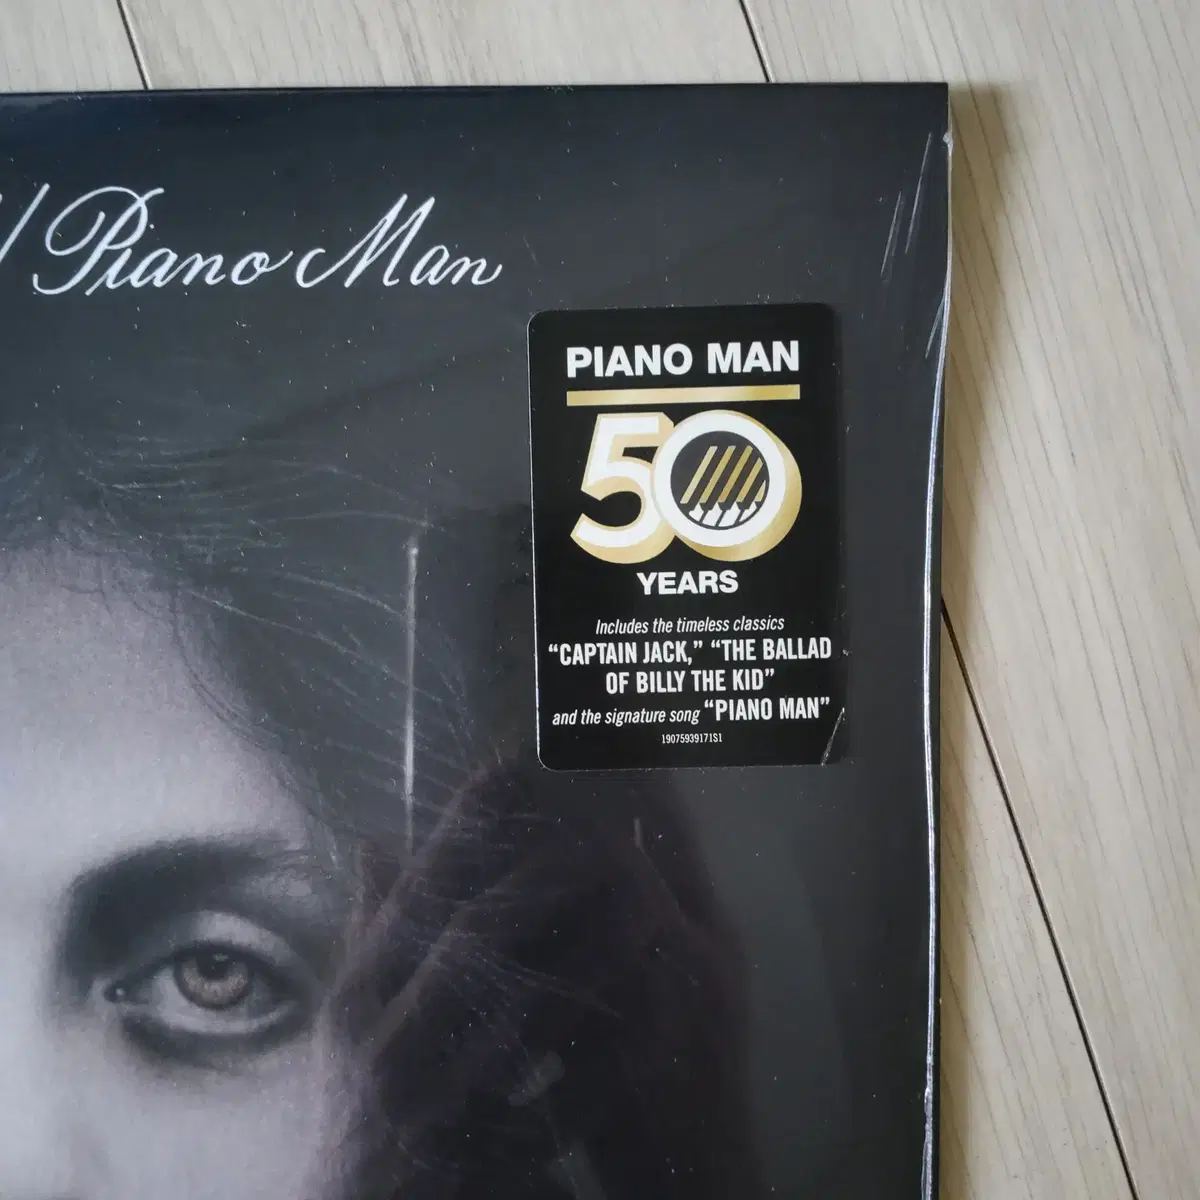 / Piano Man
PIANO MAN
50
YEARS
Includes the timeless classics
“CAPTAIN JACK,” “THE BALLAD
OF BILLY THE KID”
and the signature song “PIANO MAN”
19075939171S1